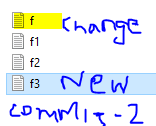 f change
f1
f2
f3 New
commit-2